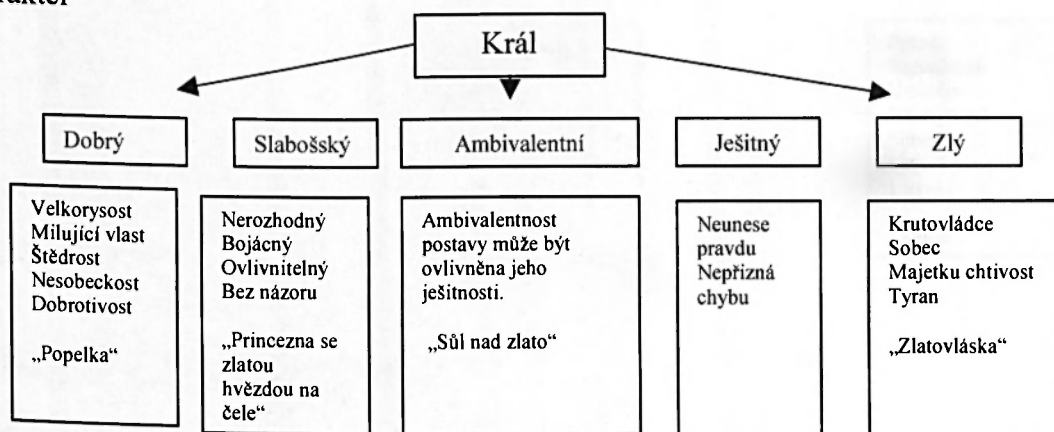 Král
Dobrý
Slabošský
Ambivalentní
Ješitný
Zlý
Velkorysost
Milující vlast
Štědrost
Nesobeckost
Dobrotivost
„Popelka“
Nerozhodný
Bojácný
Ovlivnitelný
Bez názoru
„Princezna se
zlatou
hvězdou na
čele“
Ambivalentnost
postavy může být
ovlivněna jeho
ješitnosti.
„Sůl nad zlato“
Neunese
pravdu
Nepřizná
chybu
Krutovládce
Sobec
Majetku chtivost
Tyran
„Zlatovláska“